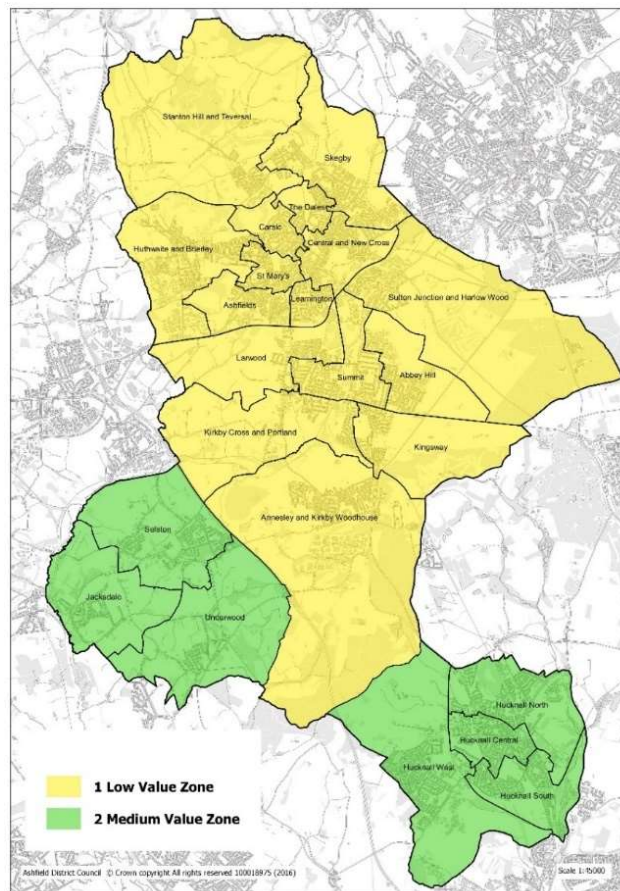 Stanton Hill and Teversal
Skegby
The Dales
Carsic
Central and New Cross
Huthwaite and Brierley
St Mary's
Sutton Junction and Harlow Wood
Ashfields
Leamington
Larwood
Summit
Abbey Hill
Kirkby Cross and Portland
Kingsway
Annesley and Kirkby Woodhouse
Selston
Jacksdale
Underwood
Hucknall North
Hucknall Central
Hucknall West
Hucknall South
1 Low Value Zone
2 Medium Value Zone
Ashfield District Council © Crown copyright All rights reserved 100018975 (2016)
Scale 1:45000